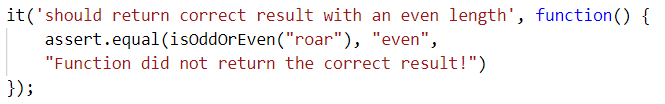 it('should return correct result with an even length', function() {
    assert.equal(isOddOrEven("roar"), "even",
    "Function did not return the correct result!")
});